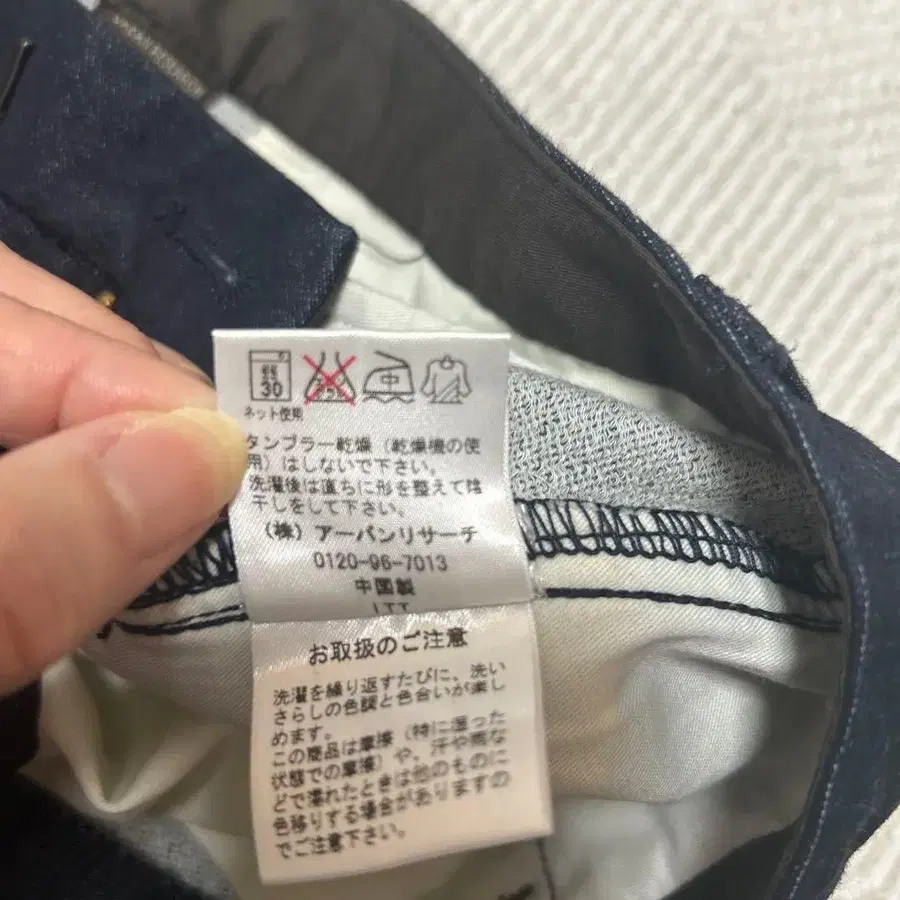 弱
30
ネット使用
タンブラー乾燥（乾燥機の使
用）はしないで下さい。
洗濯後は直ちに形を整えて陰
干しをして下さい。
（株）アーバンリサーチ
0120-96-7013
中国製
お取扱のご注意
洗濯を繰り返すたびに、洗い
さらしの色調と色合いが楽し
めます。
この商品は摩擦（特に湿った
状態での摩擦）や、汗や雨な
どで濡れたときは他のものに
色移りする場合がありますの
でご注意下さい。